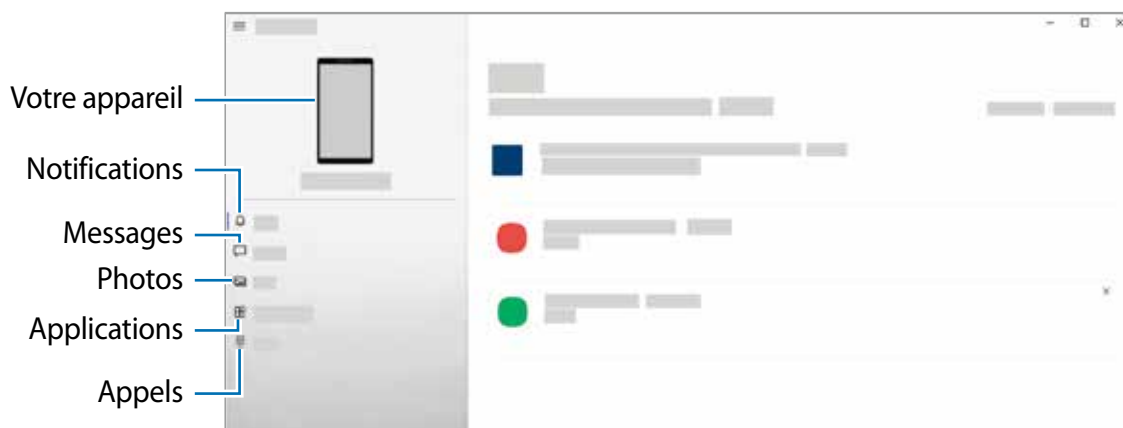 Votre appareil
Notifications
Messages
Photos
Applications
Appels